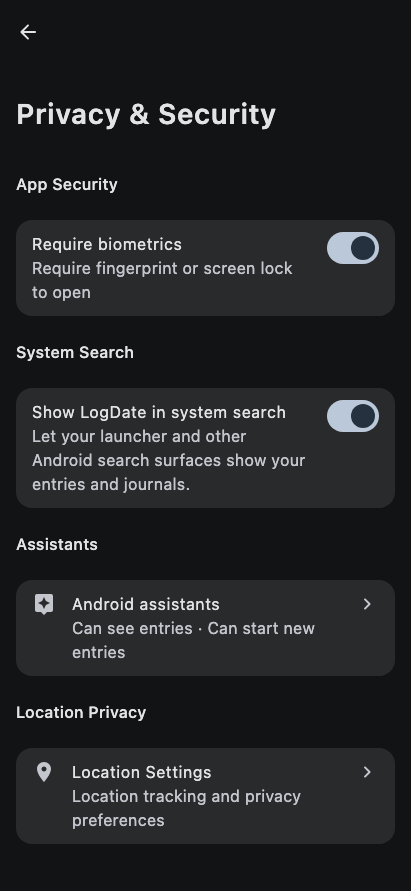 Privacy & Security
App Security
Require biometrics
Require fingerprint or screen lock
to open
System Search
Show LogDate in system search
Let your launcher and other
Android search surfaces show your
entries and journals.
Assistants
Android assistants
Can see entries · Can start new
entries
Location Privacy
Location Settings
Location tracking and privacy
preferences